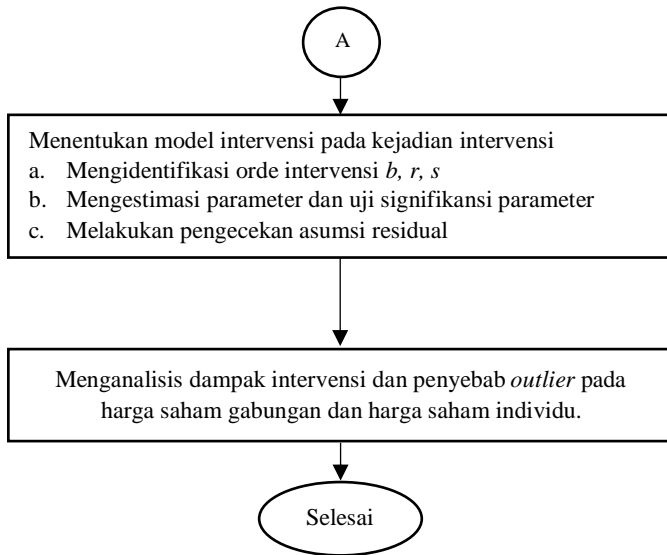 A
Menentukan model intervensi pada kejadian intervensi
a. Mengidentifikasi orde intervensi b, r, s
b. Mengestimasi parameter dan uji signifikansi parameter
c. Melakukan pengecekan asumsi residual
Menganalisis dampak intervensi dan penyebab outlier pada
harga saham gabungan dan harga saham individu.
Selesai